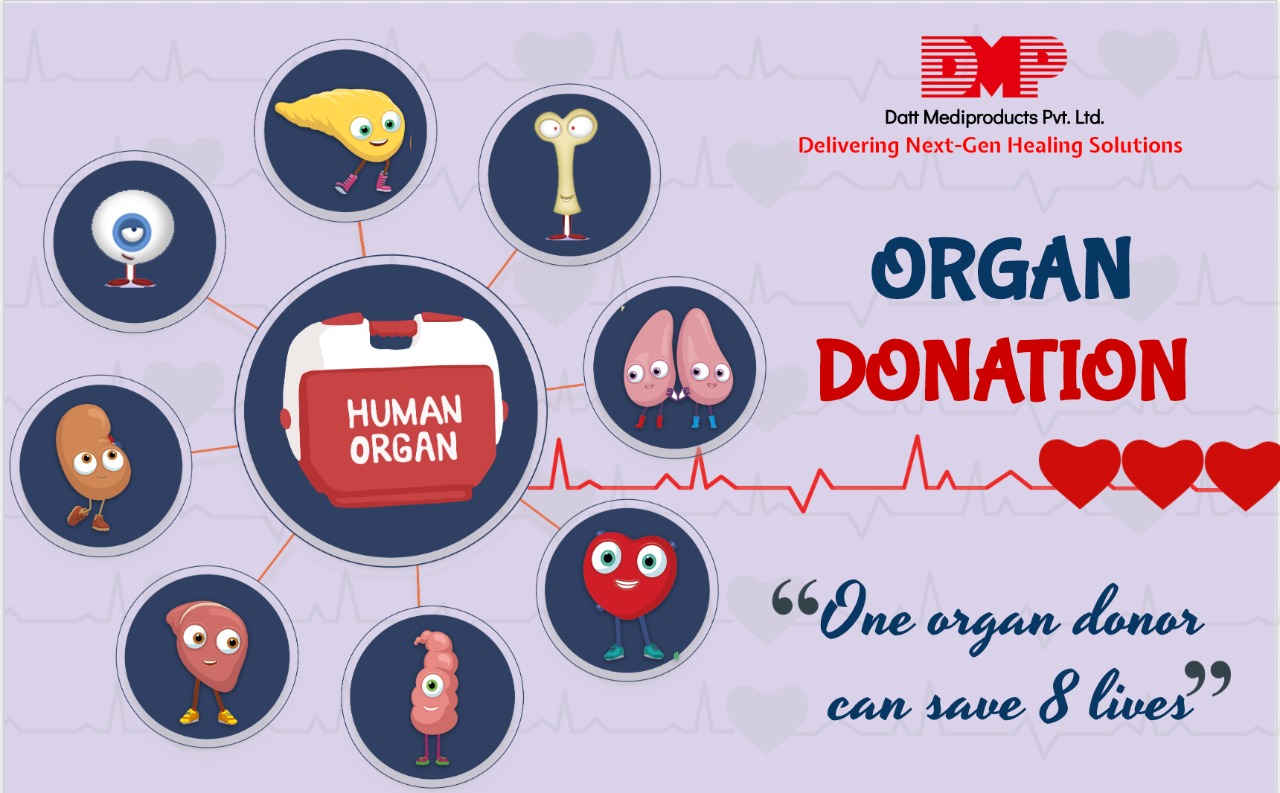 DMP
Datt Mediproducts Pvt. Ltd.
Delivering Next-Gen Healing Solutions
ORGAN
DONATION
HUMAN
ORGAN
“One organ donor
can save 8 lives”